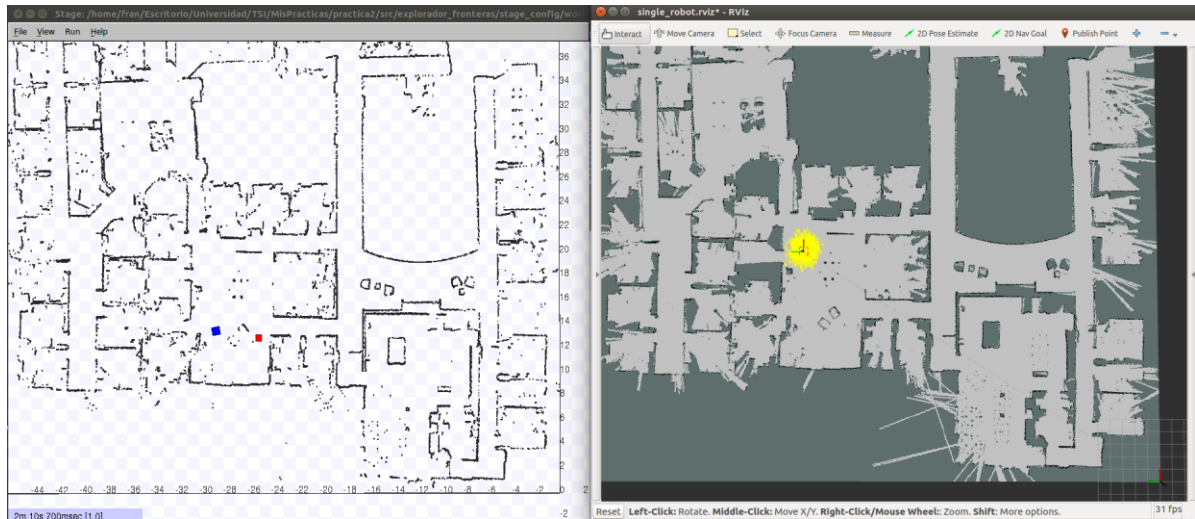 Stage: /home/fran/Escritorio/Universidad/TSI/MisPracticas/practica2/src/explorador_fronteras/stage_config/wo
File View Run Help
36
34
32
30
28
26
24
22
20
18
16
14
12
10
8
6
4
2
-44 -42 -40 -38 -36 -34 -32 -30 -28 -26 -24 -22 -20 -18 -16 -14 -12 -10 -8 -6 -4 -2 0 2
-2
2m 10s 700msec [1.0]
single_robot.rviz* - RViz
Interact Move Camera Select Focus Camera Measure 2D Pose Estimate 2D Nav Goal Publish Point
Reset Left-Click: Rotate. Middle-Click: Move X/Y. Right-Click/Mouse Wheel:: Zoom. Shift: More options. 31 fps